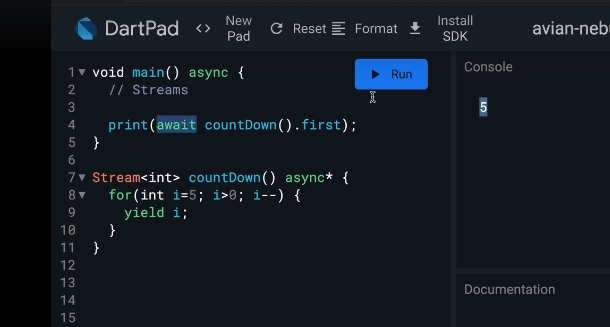 DartPad <> New Pad Reset Format Install SDK avian-neb
Run
Console
5
1 void main() async {
2 // Streams
3
4 print(await countDown().first);
5 }
6
7 Stream<int> countDown() async* {
8 for(int i=5; i>0; i--) {
9 yield i;
10 }
11 }
12
13
14
15
Documentation